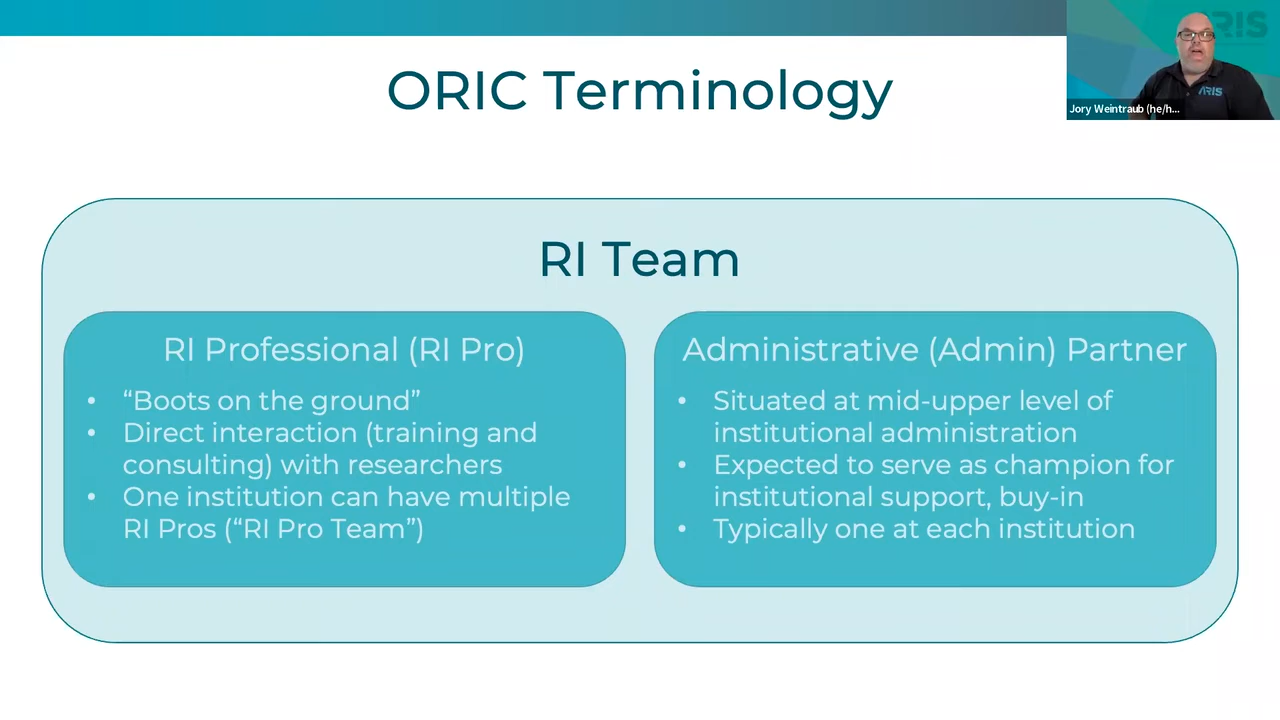 ORIC Terminology
ARIS
ARIS
Jory Weintraub (he/h...
RI Team
RI Professional (RI Pro)
• “Boots on the ground”
• Direct interaction (training and
consulting) with researchers
• One institution can have multiple
RI Pros (“RI Pro Team”)
Administrative (Admin) Partner
• Situated at mid-upper level of
institutional administration
• Expected to serve as champion for
institutional support, buy-in
• Typically one at each institution